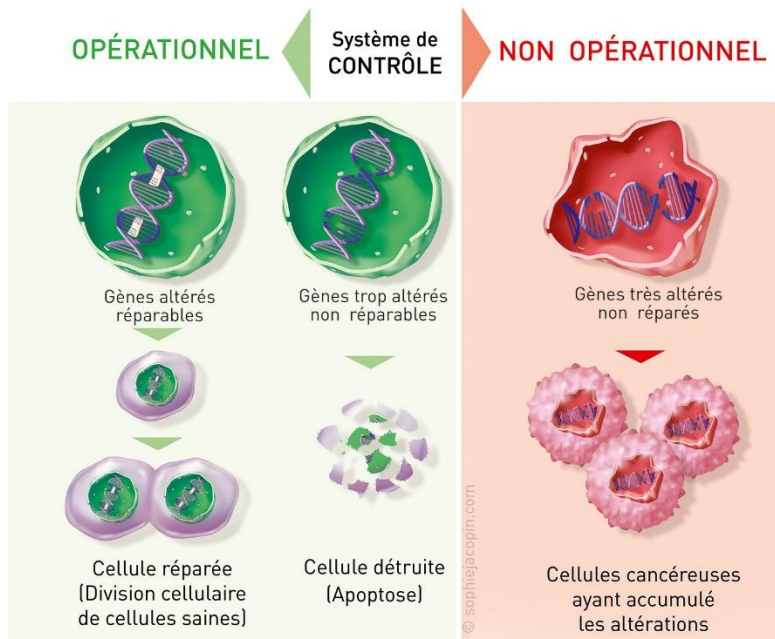 OPÉRATIONNEL
Système de
CONTRÔLE
NON OPÉRATIONNEL
Gènes altérés
réparables
Gènes trop altérés
non réparables
Gènes très altérés
non réparés
Cellule réparée
(Division cellulaire
de cellules saines)
Cellule détruite
(Apoptose)
Cellules cancéreuses
ayant accumulé
les altérations
© sophiejacopin.com